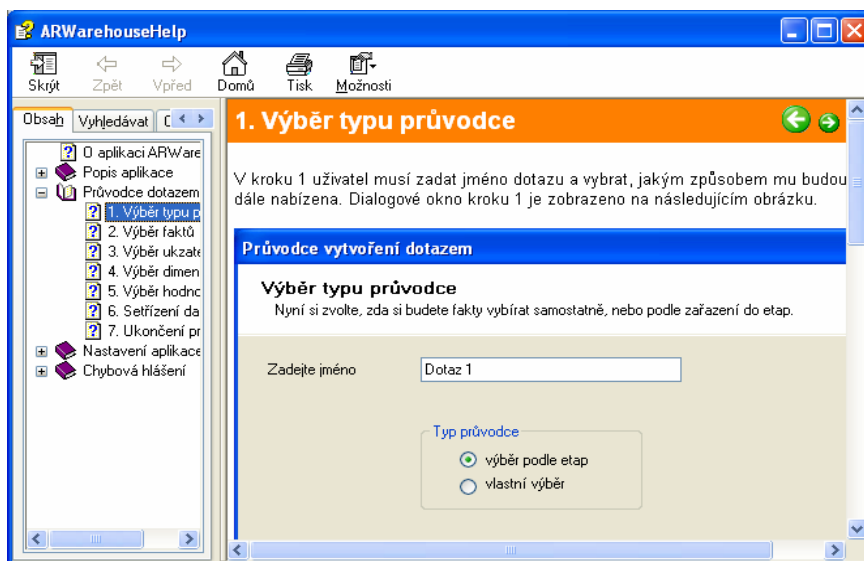 ARWarehouseHelp
Skrýt Zpět Vpřed Domů Tisk Možnosti
Obsah Vyhledávat
O aplikaci ARWare
Popis aplikace
Průvodce dotazem
1. Výběr typu p
2. Výběr faktů
3. Výběr ukzate
4. Výběr dimen
5. Výběr hodno
6. Setřízení da
7. Ukončení pr
Nastavení aplikace
Chybová hlášení
1. Výběr typu průvodce
V kroku 1 uživatel musí zadat jméno dotazu a vybrat, jakým způsobem mu budou
dále nabízena. Dialogové okno kroku 1 je zobrazeno na následujícím obrázku.
Průvodce vytvoření dotazem
Výběr typu průvodce
Nyní si zvolte, zda si budete fakty vybírat samostatně, nebo podle zařazení do etap.
Zadejte jméno Dotaz 1
Typ průvodce
výběr podle etap
vlastní výběr